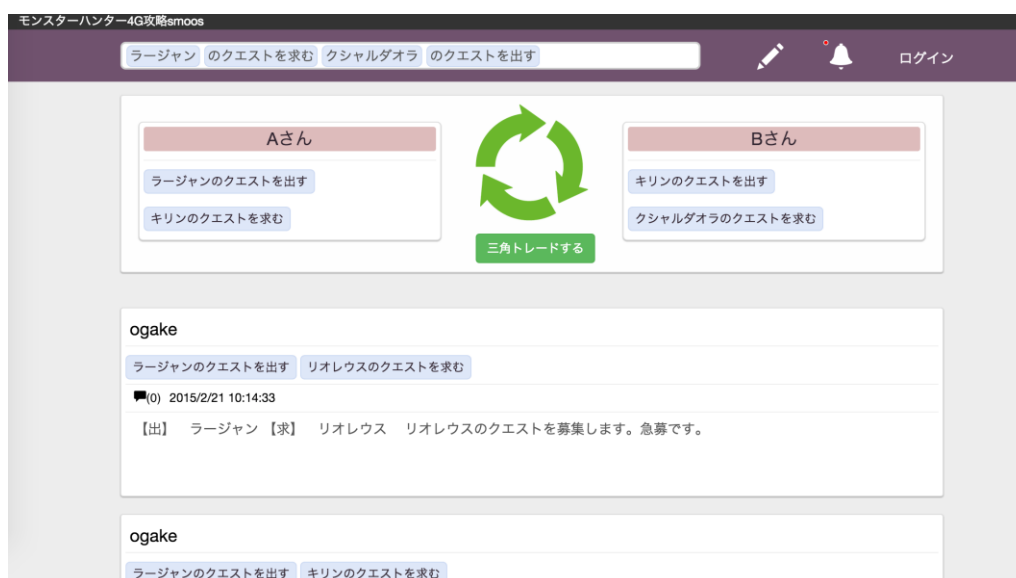 モンスターハンター4G攻略smoos
ラージャン のクエストを求む クシャルダオラ のクエストを出す
ログイン
Aさん
ラージャンのクエストを出す
キリンのクエストを求む
三角トレードする
Bさん
キリンのクエストを出す
クシャルダオラのクエストを求む
ogake
ラージャンのクエストを出す リオレウスのクエストを求む
(0) 2015/2/21 10:14:33
【出】 ラージャン 【求】 リオレウス リオレウスのクエストを募集します。急募です。
ogake
ラージャンのクエストを出す キリンのクエストを求む